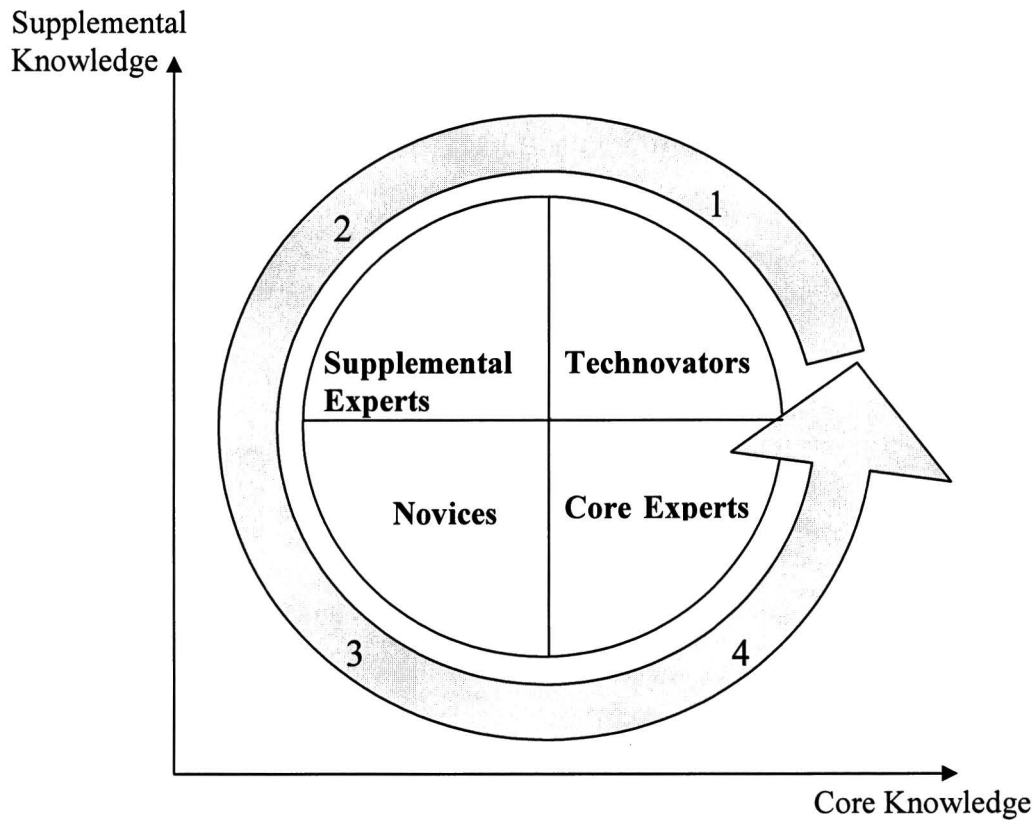 Supplemental
Knowledge
1
2
Supplemental
Experts
Technovators
Novices
Core Experts
3
4
Core Knowledge